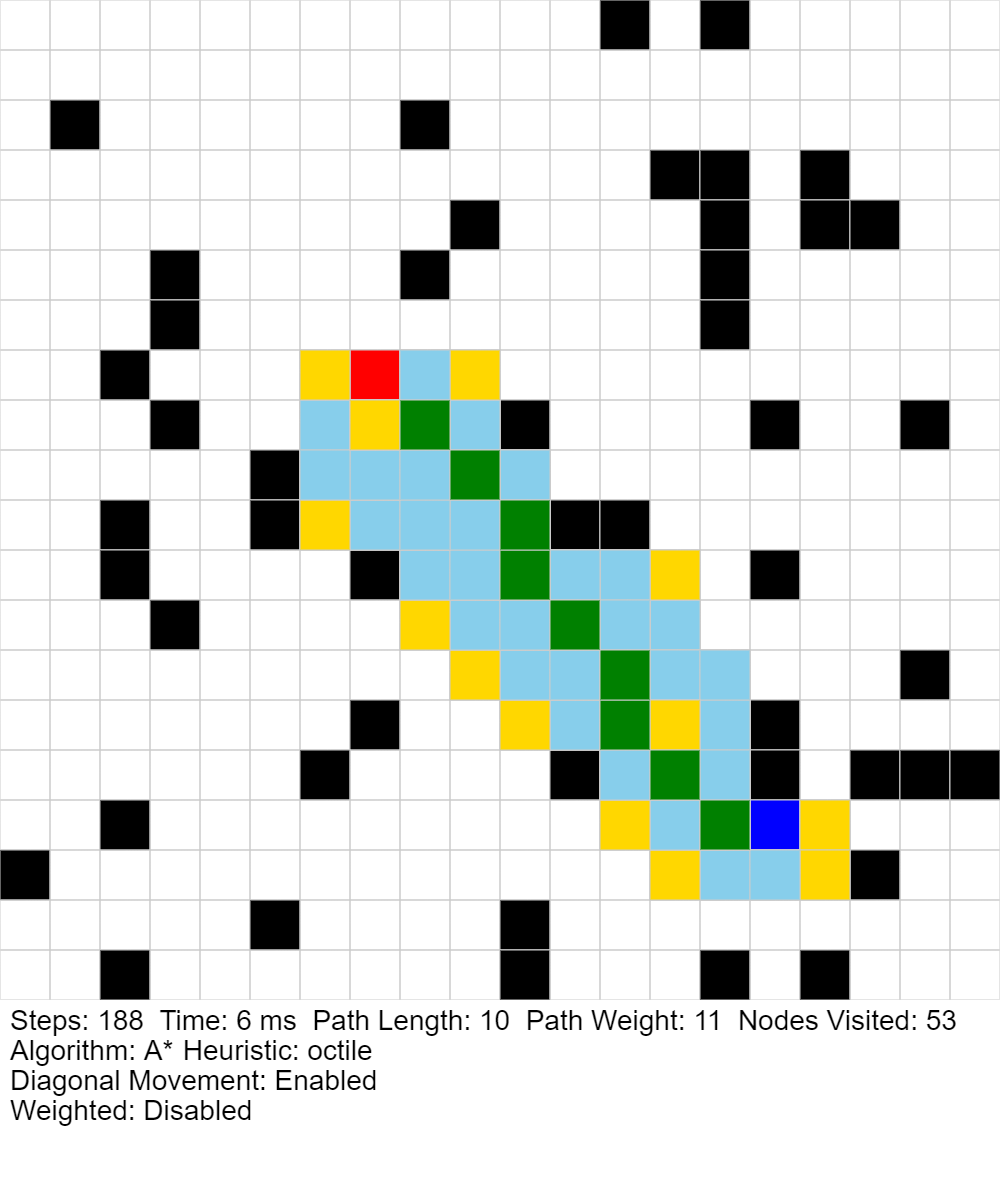 Steps: 188  Time: 6 ms  Path Length: 10  Path Weight: 11  Nodes Visited: 53
Algorithm: A* Heuristic: octile
Diagonal Movement: Enabled
Weighted: Disabled